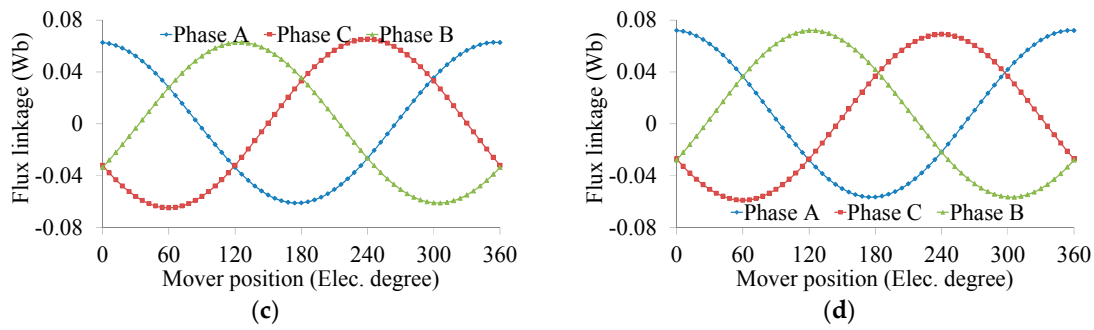 0.08
0.04
0
-0.04
-0.08
Flux linkage (Wb)
Phase A Phase C Phase B
0 60 120 180 240 300 360
Mover position (Elec. degree)
(c)
0.08
0.04
0
-0.04
-0.08
Flux linkage (Wb)
Phase A Phase C Phase B
0 60 120 180 240 300 360
Mover position (Elec. degree)
(d)